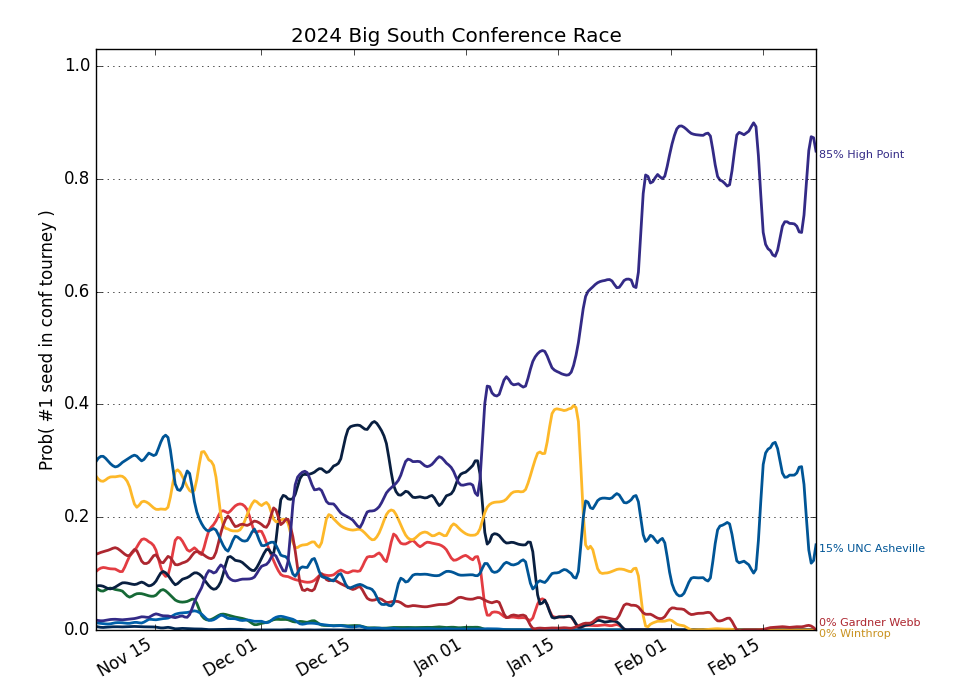 2024 Big South Conference Race
Prob( #1 seed in conf tourney )
1.0
0.8
0.6
0.4
0.2
0.0
Nov 15
Dec 01
Dec 15
Jan 01
Jan 15
Feb 01
Feb 15
85% High Point
15% UNC Asheville
0% Gardner Webb
0% Winthrop